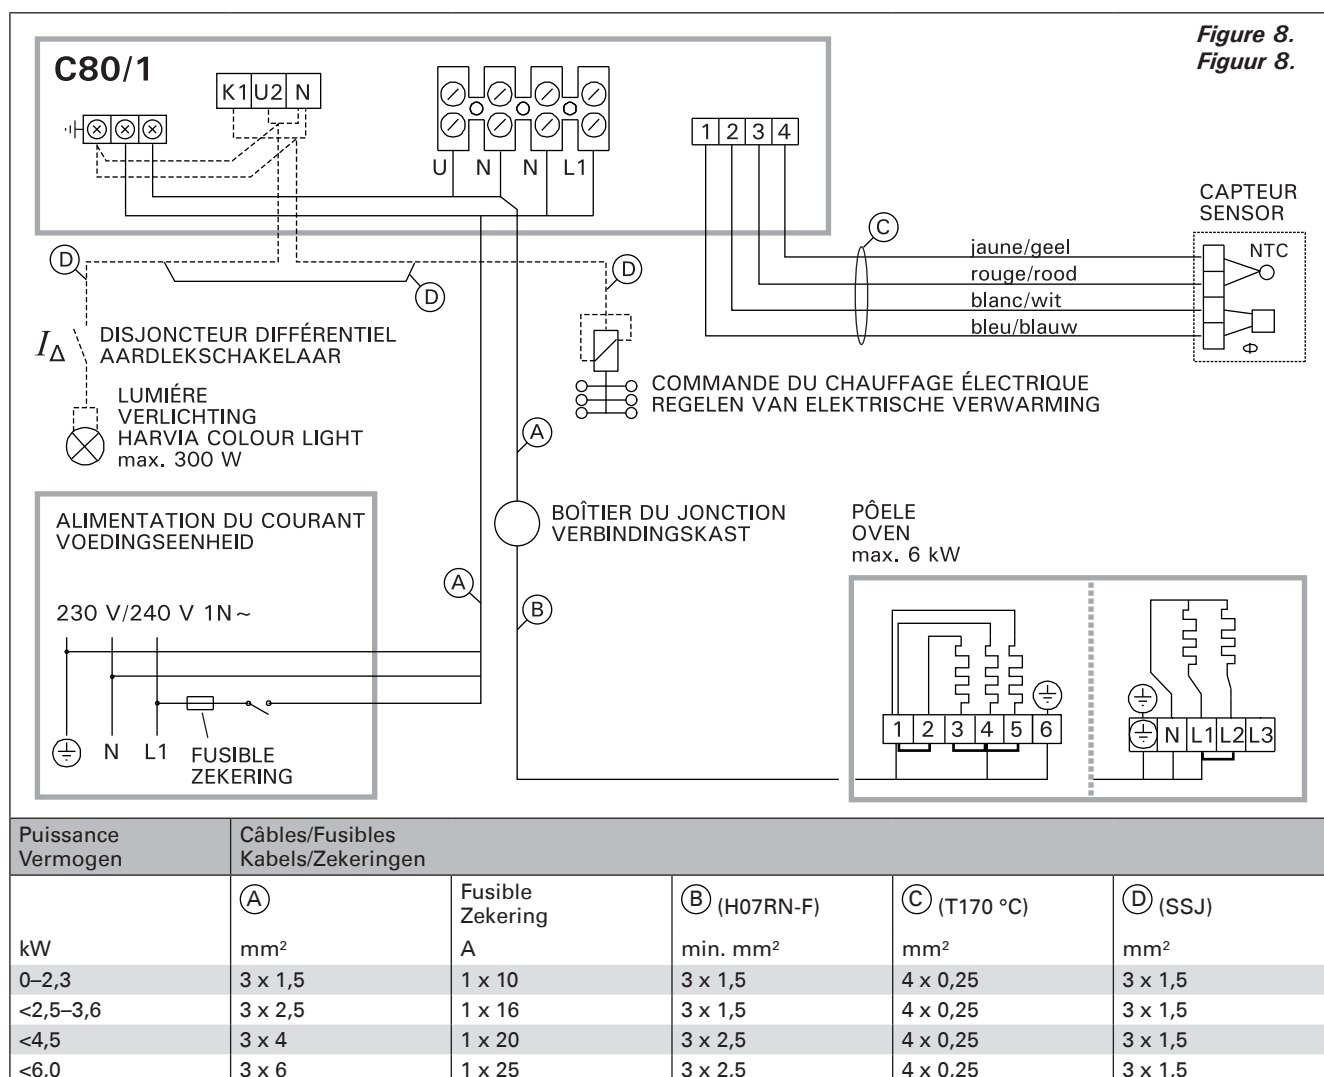 Figure 8.
Figuur 8.
C80/1
K1 U2 N
U N N L1
1 2 3 4
CAPTEUR
SENSOR
NTC
C
jaune/geel
rouge/rood
blanc/wit
bleu/blauw
D
D
D
I∆
DISJONCTEUR DIFFÉRENTIEL
AARDLEKSCHAKELAAR
LUMIÉRE
VERLICHTING
HARVIA COLOUR LIGHT
max. 300 W
COMMANDE DU CHAUFFAGE ÉLECTRIQUE
REGELEN VAN ELEKTRISCHE VERWARMING
A
BOÎTIER DU JONCTION
VERBINDINGSKAST
A
B
ALIMENTATION DU COURANT
VOEDINGSEENHEID
230 V/240 V 1N~
N L1
FUSIBLE
ZEKERING
PÔELE
OVEN
max. 6 kW
1 2 3 4 5 6
N L1 L2 L3
Puissance
Vermogen
Câbles/Fusibles
Kabels/Zekeringen
A
Fusible
Zekering
B (H07RN-F)
C (T170 °C)
D (SSJ)
kW mm² A min. mm² mm² mm²
0–2,3 3 x 1,5 1 x 10 3 x 1,5 4 x 0,25 3 x 1,5
<2,5–3,6 3 x 2,5 1 x 16 3 x 1,5 4 x 0,25 3 x 1,5
<4,5 3 x 4 1 x 20 3 x 2,5 4 x 0,25 3 x 1,5
<6,0 3 x 6 1 x 25 3 x 2,5 4 x 0,25 3 x 1,5